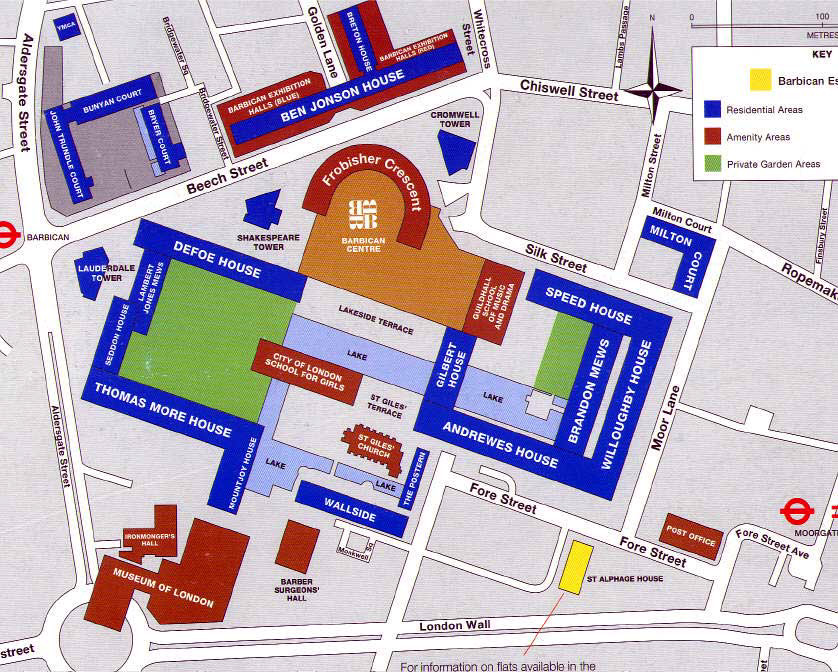 YMCA
Aldersgate Street
BUNYAN COURT
JOHN TRUNDLE COURT
BRYER COURT
Bridgewater Sq
Bridgewater Street
Golden Lane
BRETON HOUSE
BARBICAN EXHIBITION
HALLS (RED)
BARBICAN EXHIBITION
HALLS (BLUE)
BEN JONSON HOUSE
Whitecross
Street
Beech Street
Chiswell Street
Lambs Passage
N
0
100
METRES
KEY
Barbican Es
Residential Areas
Amenity Areas
Private Garden Areas
CROMWELL
TOWER
Frobisher Crescent
BARBICAN
CENTRE
SHAKESPEARE
TOWER
BARBICAN
LAUDERDALE
TOWER
DEFOE HOUSE
LAMBERT
JONES MEWS
SEDDON HOUSE
THOMAS MORE HOUSE
MOUNTJOY HOUSE
LAKESIDE TERRACE
LAKE
CITY OF LONDON
SCHOOL FOR GIRLS
ST GILES'
TERRACE
ST GILES'
CHURCH
LAKE
LAKE
THE POSTERN
WALLSIDE
Monkwell Sq
GUILDHALL
SCHOOL
OF MUSIC
AND DRAMA
GILBERT
HOUSE
LAKE
ANDREWES HOUSE
SPEED HOUSE
BRANDON MEWS
WILLOUGHBY HOUSE
Silk Street
Milton Street
Milton Court
MILTON
COURT
Finsbury Street
Ropemak
Moor Lane
Fore Street
Fore Street
Fore Street Ave
POST OFFICE
MOORGAT
ST ALPHAGE HOUSE
Aldersgate Street
IRONMONGER'S
HALL
MUSEUM OF LONDON
BARBER
SURGEONS'
HALL
London Wall
street
For information on flats available in the